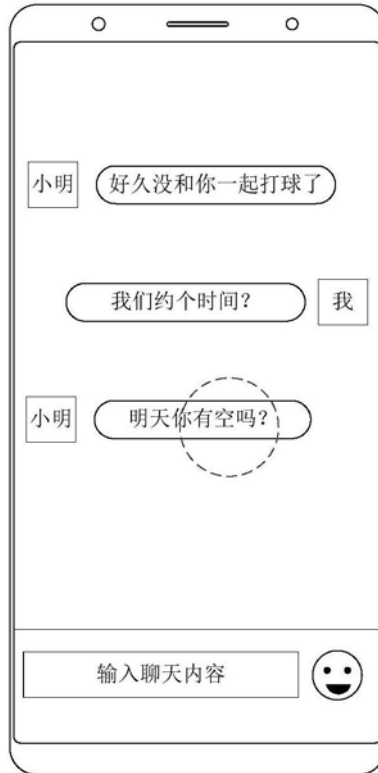 小明
好久没和你一起打球了
我们约个时间？
我
小明
明天你有空吗？
输入聊天内容